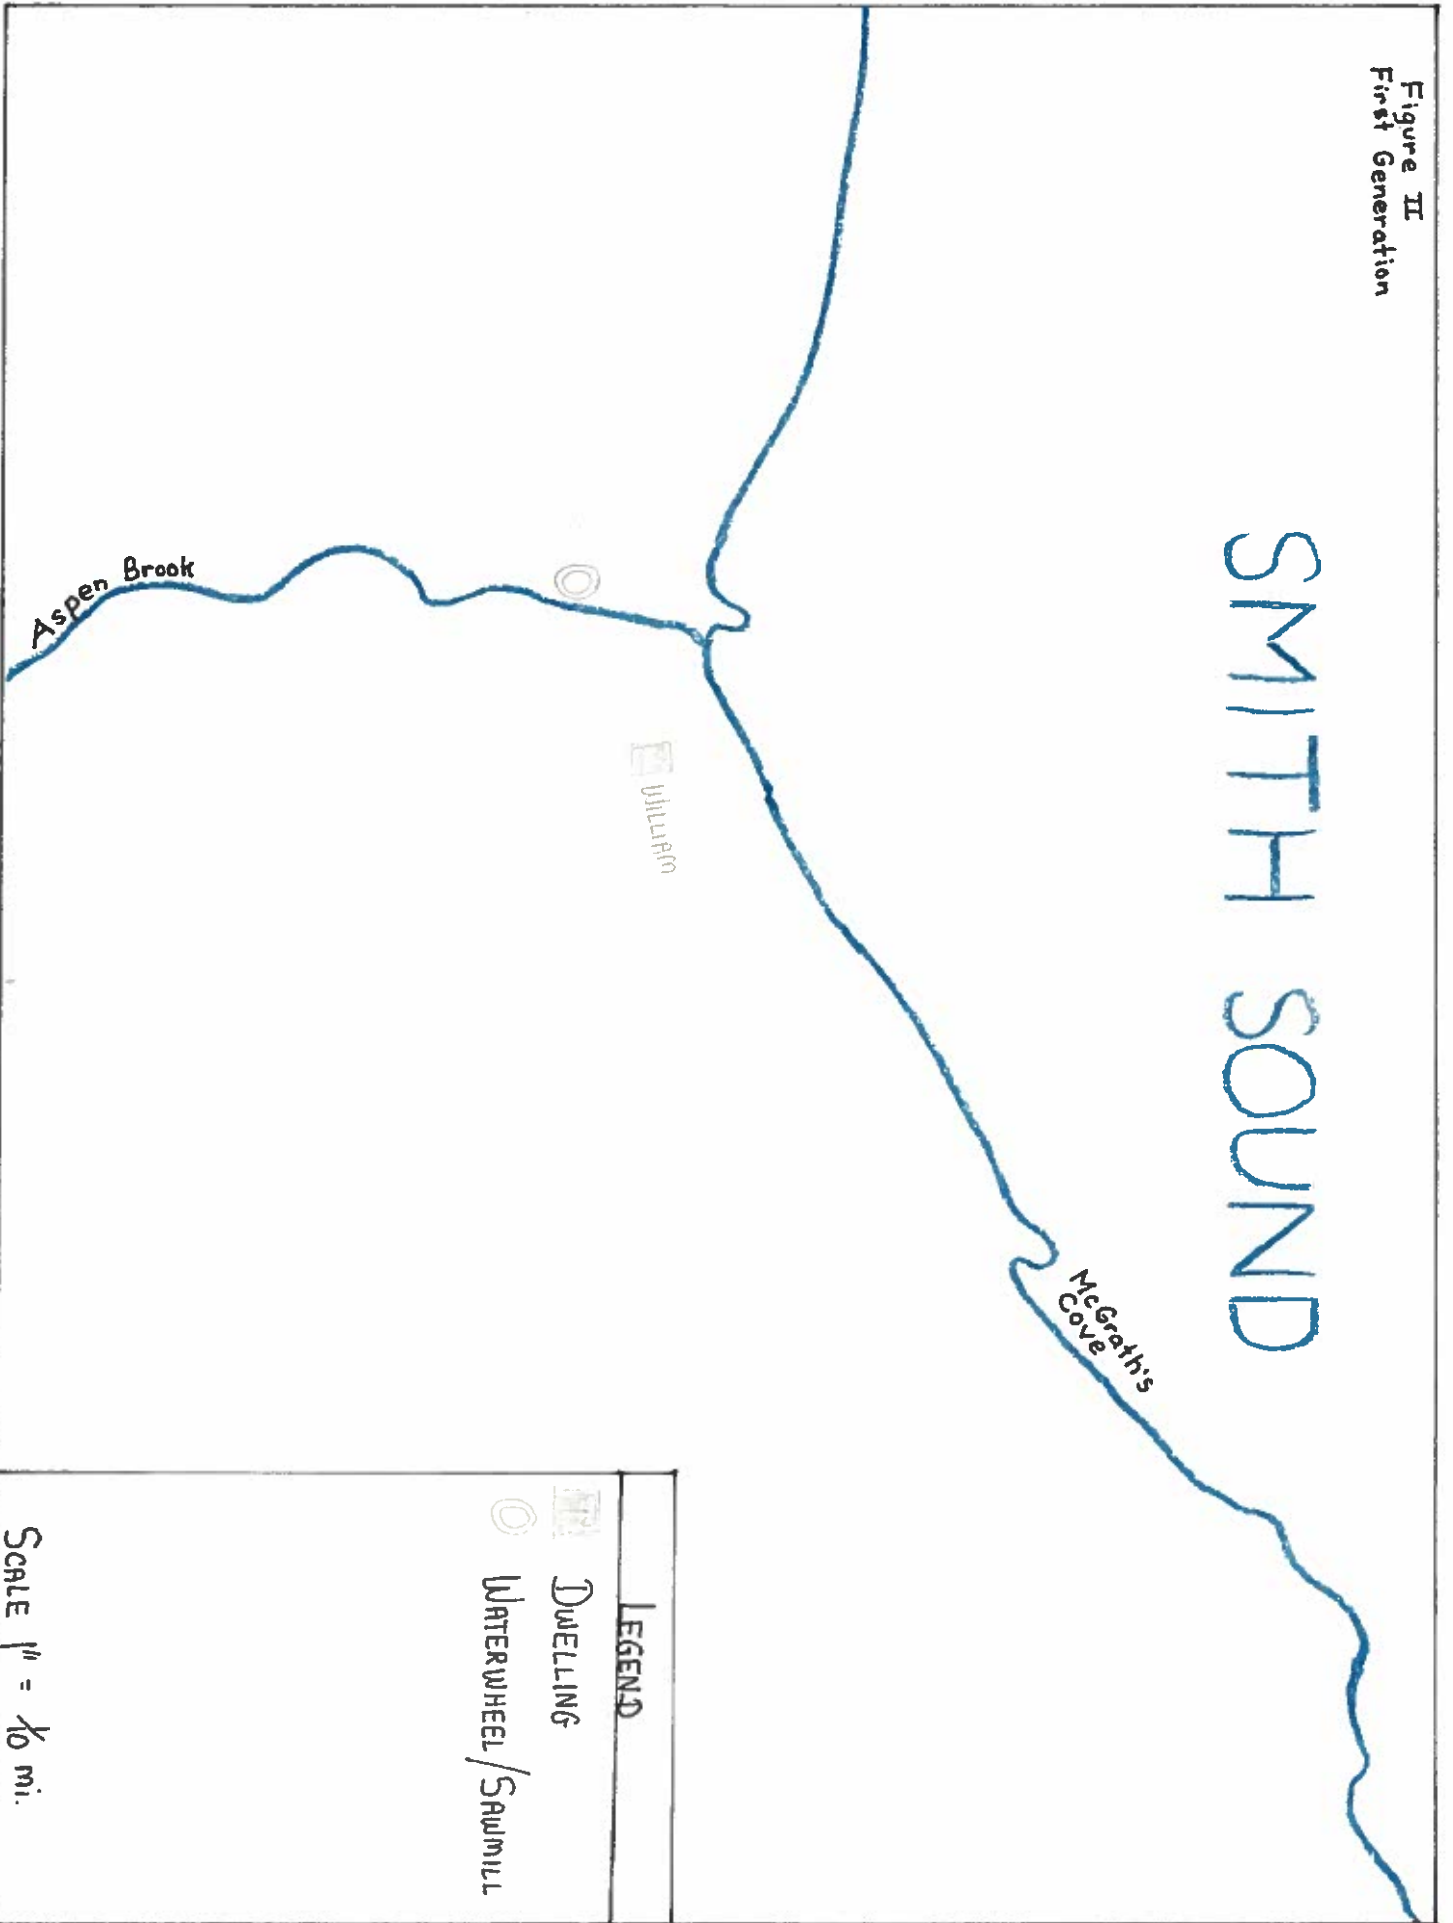 Figure II
First Generation
SMITH SOUND
McGrath's
Cove
WILLIAM
Aspen Brook
LEGEND
DWELLING
WATERWHEEL/SAWMILL
SCALE 1" = 1/10 mi.